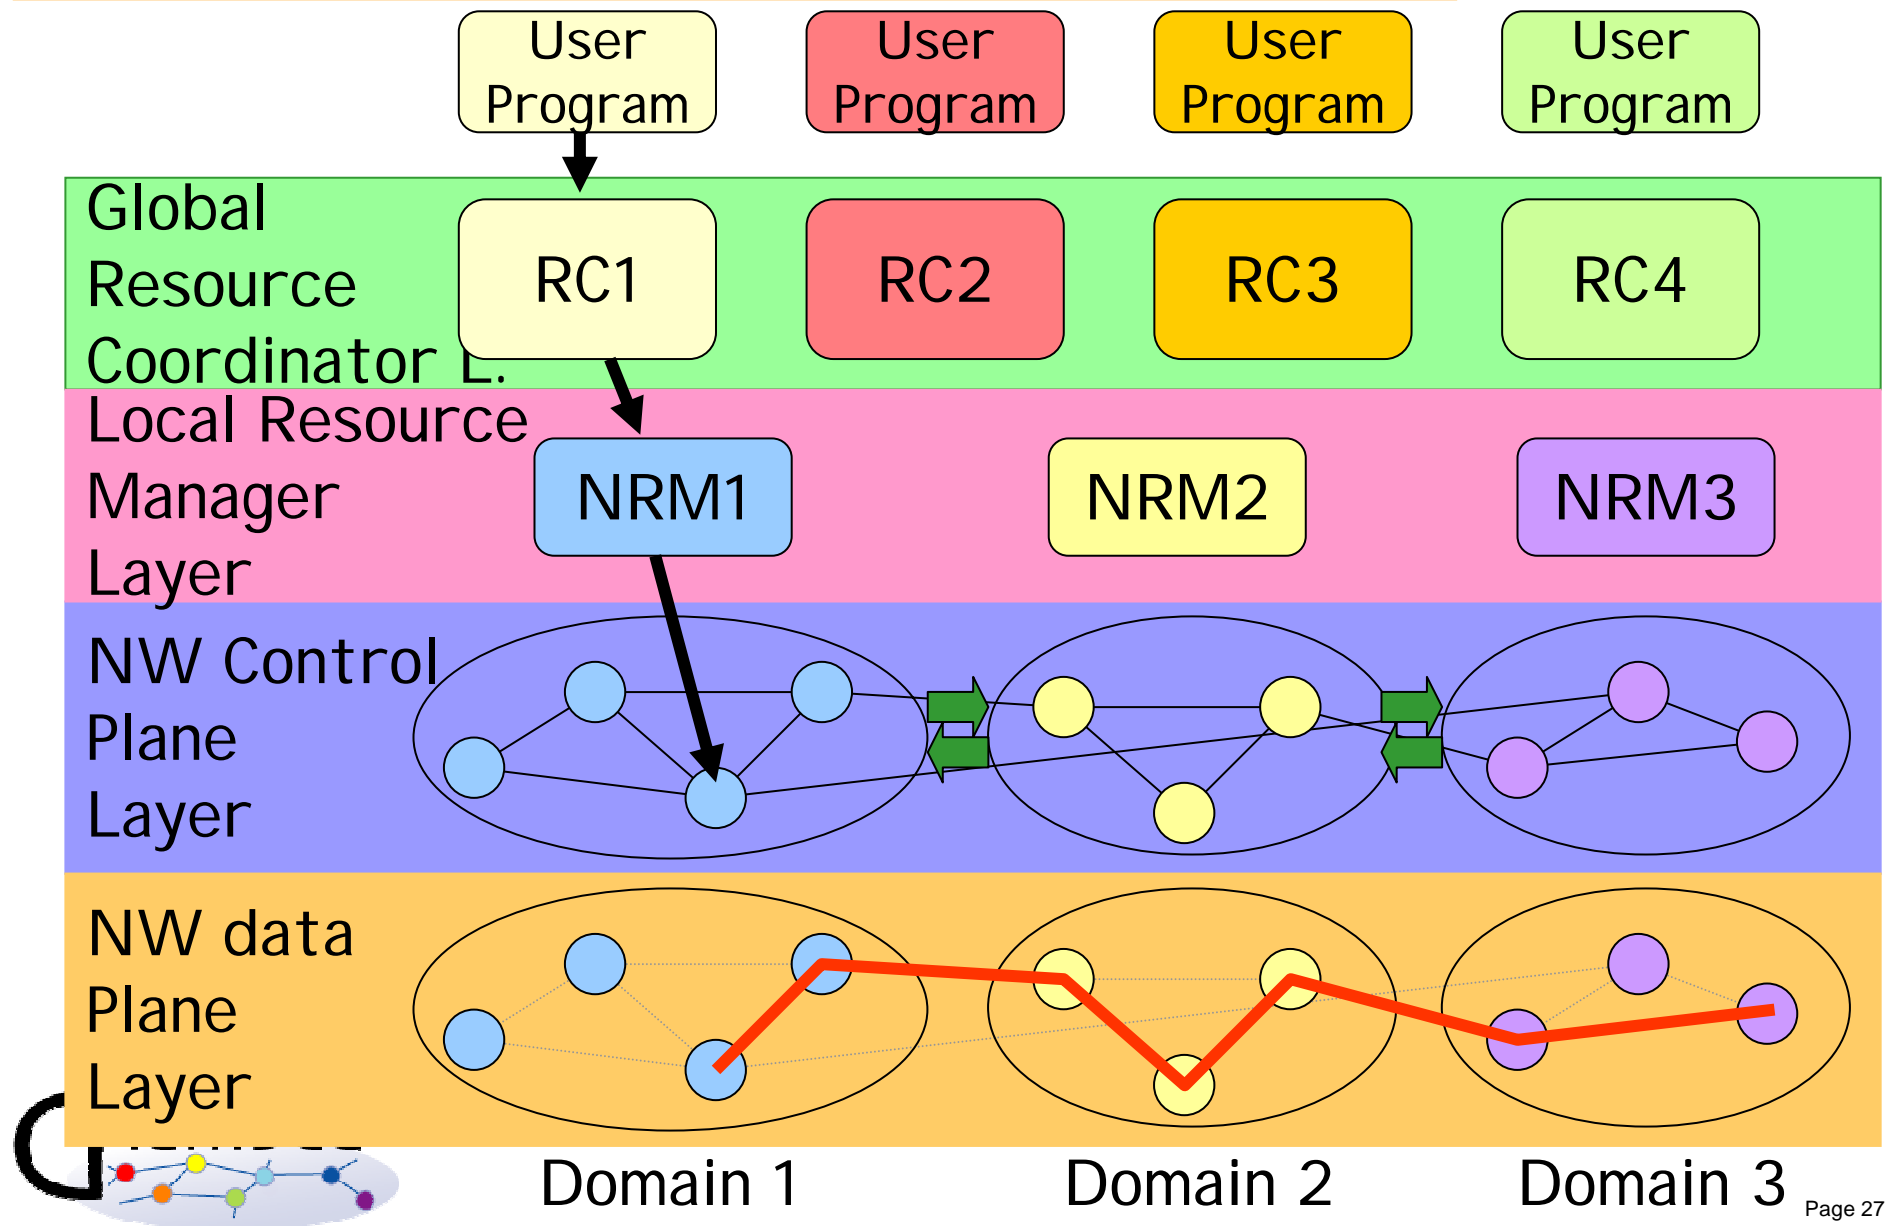 User
Program
User
Program
User
Program
User
Program
Global
Resource
Coordinator L.
RC1
RC2
RC3
RC4
Local Resource
Manager
Layer
NRM1
NRM2
NRM3
NW Control
Plane
Layer
NW data
Plane
Layer
Domain 1
Domain 2
Domain 3
Page 27